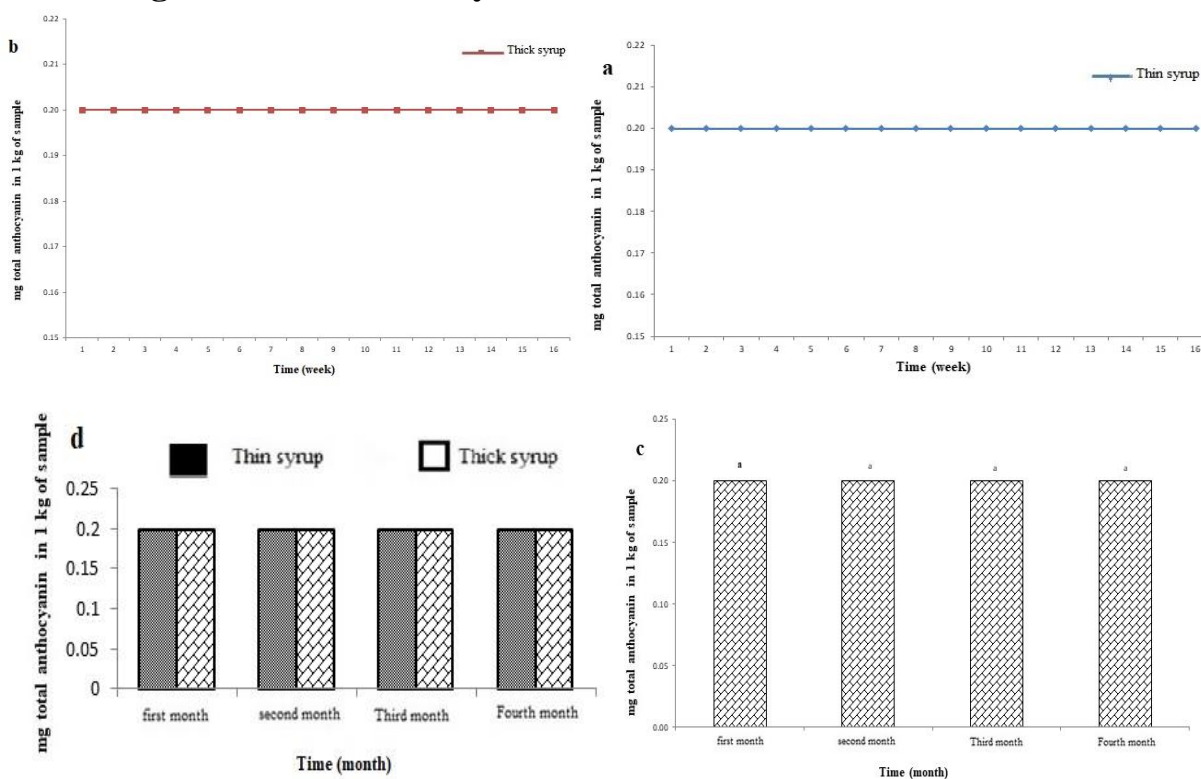 b
Thick syrup
mg total anthocyanin in 1 kg of sample
0.22
0.21
0.20
0.19
0.18
0.17
0.16
0.15
1 2 3 4 5 6 7 8 9 10 11 12 13 14 15 16
Time (week)
a
Thin syrup
mg total anthocyanin in 1 kg of sample
0.22
0.21
0.20
0.19
0.18
0.17
0.16
0.15
1 2 3 4 5 6 7 8 9 10 11 12 13 14 15 16
Time (week)
d
Thin syrup Thick syrup
mg total anthocyanin in 1 kg of sample
0.25
0.2
0.15
0.1
0.05
0
first month second month Third month Fourth month
Time (month)
c
mg total anthocyanin in 1 kg of sample
0.25
0.20
0.15
0.10
0.05
0.00
a a a a
first month second month Third month Fourth month
Time (month)